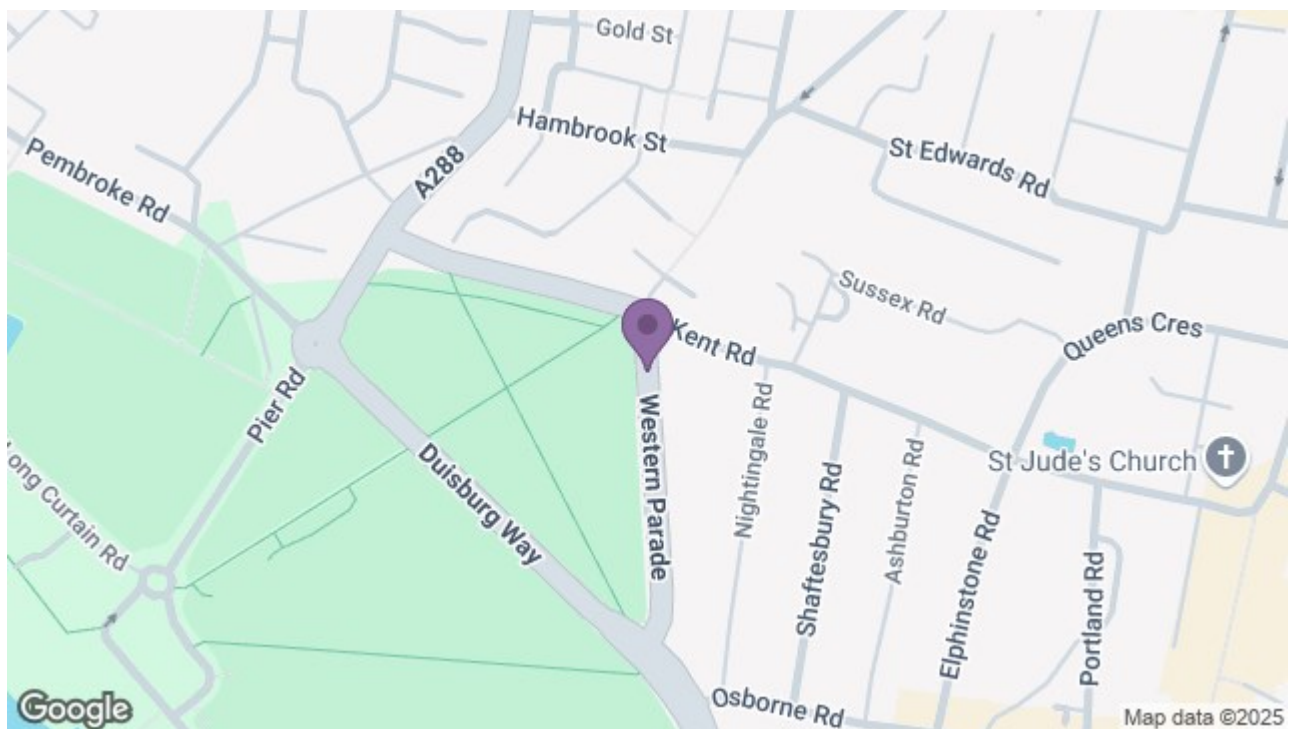 Gold St
Hambrook St
A288
Pembroke Rd
St Edwards Rd
Sussex Rd
Queens Cres
Kent Rd
Pier Rd
Western Parade
Nightingale Rd
Shaftesbury Rd
Ashburton Rd
St Jude's Church
Long Curtain Rd
Duisburg Way
Elphinstone Rd
Portland Rd
Osborne Rd
Google
Map data ©2025